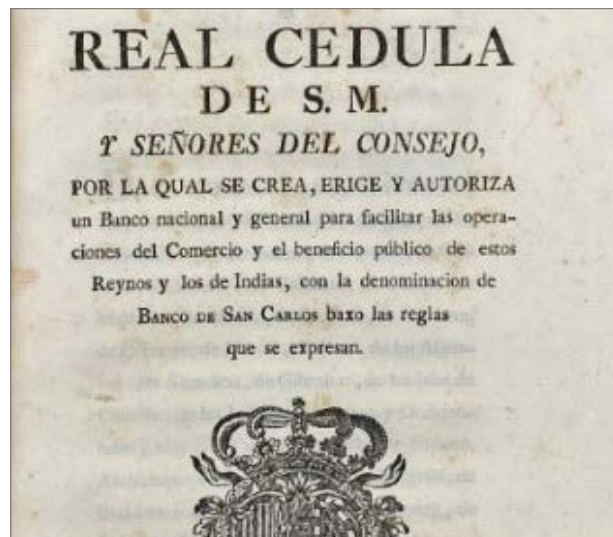 REAL CEDULA
DE S. M.
Y SEÑORES DEL CONSEJO,
POR LA QUAL SE CREA, ERIGE Y AUTORIZA
un Banco nacional y general para facilitar las opera-
ciones del Comercio y el beneficio público de estos
Reynos y los de Indias, con la denominacion de
BANCO DE SAN CARLOS baxo las reglas
que se expresan.